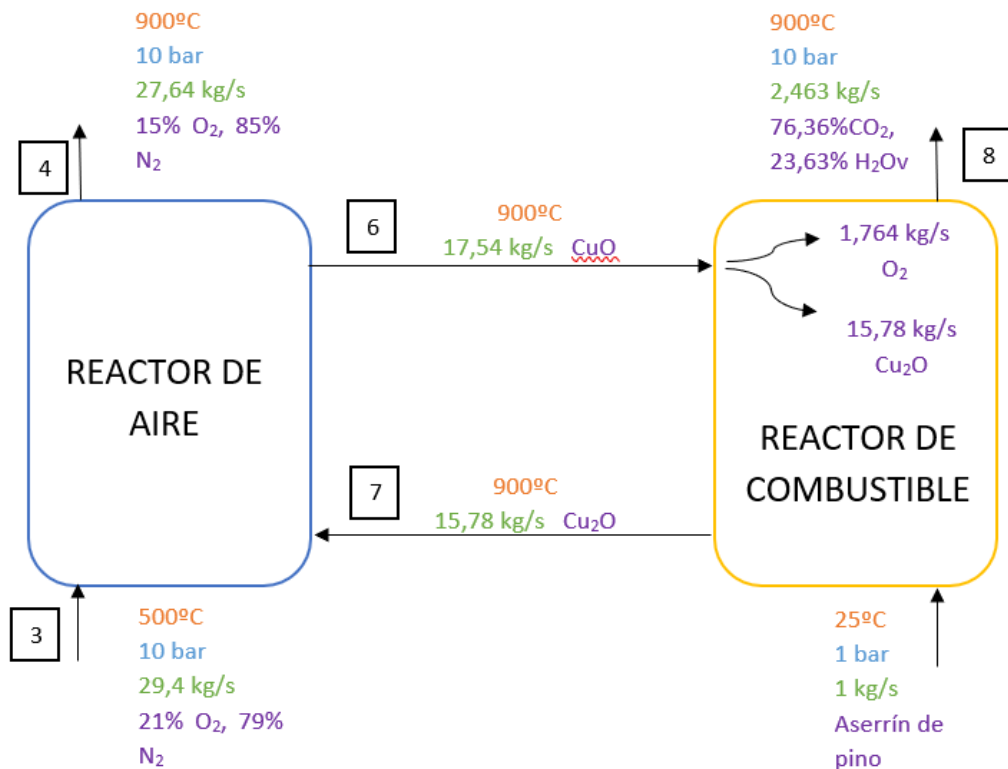 900ºC
10 bar
27,64 kg/s
15% O₂, 85%
N₂
4
900ºC
10 bar
2,463 kg/s
76,36%CO₂,
23,63% H₂Ov
8
6
900ºC
17,54 kg/s CuO
1,764 kg/s
O₂
15,78 kg/s
Cu₂O
REACTOR DE
AIRE
REACTOR DE
COMBUSTIBLE
7
900ºC
15,78 kg/s Cu₂O
3
500ºC
10 bar
29,4 kg/s
21% O₂, 79%
N₂
25ºC
1 bar
1 kg/s
Aserrín de
pino